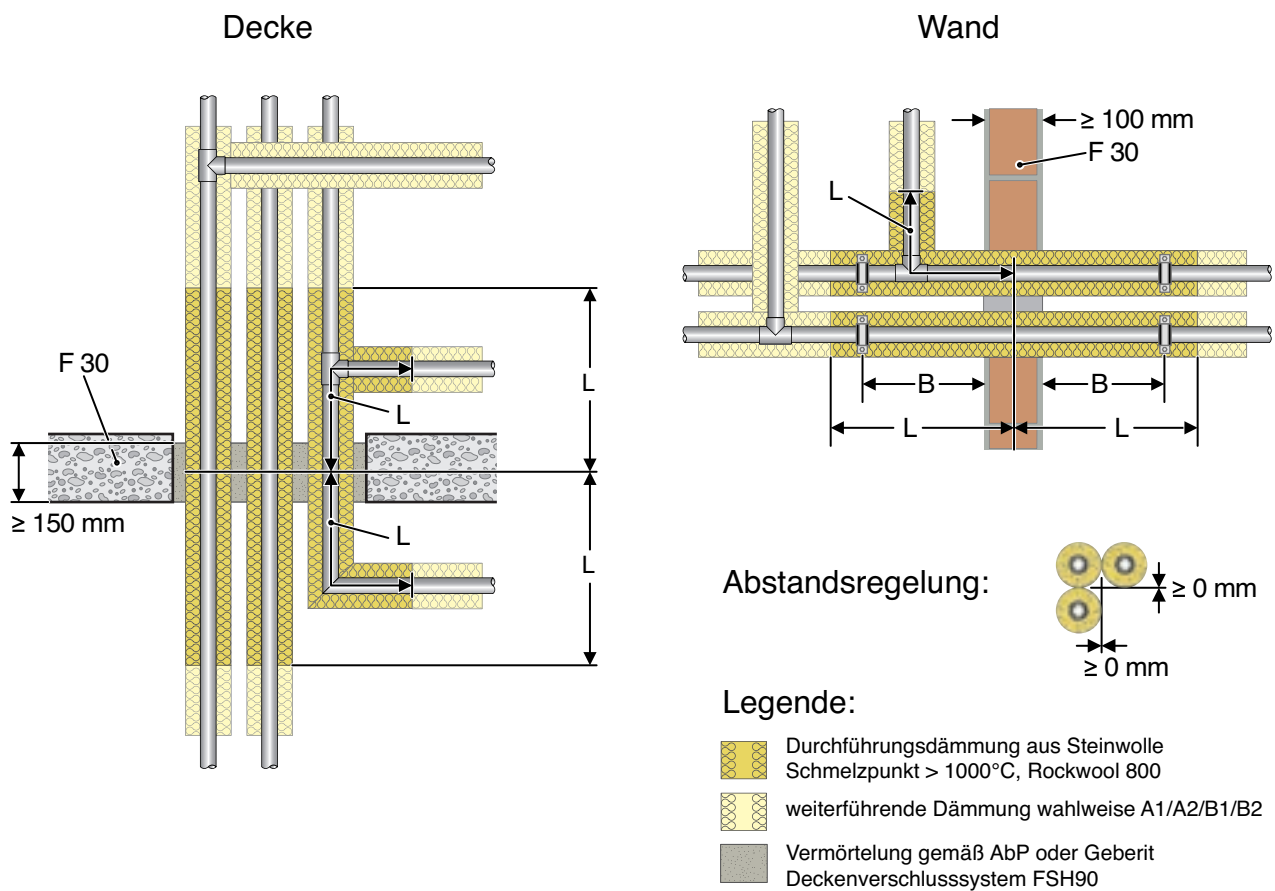 Decke
Wand
≥ 100 mm
F 30
L
F 30
L
L
B
B
L
L
≥ 150 mm
L
L
Abstandsregelung:
≥ 0 mm
≥ 0 mm
Legende:
Durchführungsdämmung aus Steinwolle
Schmelzpunkt > 1000°C, Rockwool 800
weiterführende Dämmung wahlweise A1/A2/B1/B2
Vermörtelung gemäß AbP oder Geberit
Deckenverschlusssystem FSH90